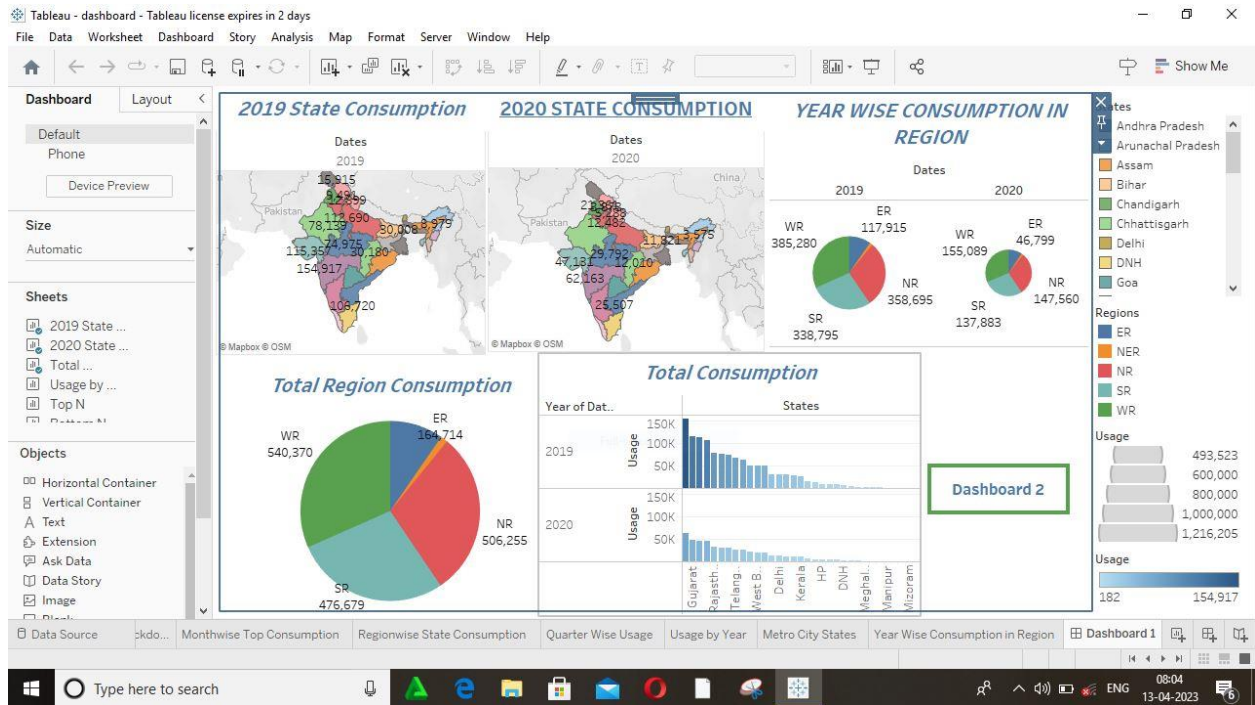 Tableau - dashboard - Tableau license expires in 2 days
File Data Worksheet Dashboard Story Analysis Map Format Server Window Help
Show Me
Dashboard Layout
Default
Phone
Device Preview
Size
Automatic
Sheets
2019 State ...
2020 State ...
Total ...
Usage by ...
Top N
Objects
Horizontal Container
Vertical Container
Text
Extension
Ask Data
Data Story
Image
2019 State Consumption
Dates
2019
15,915
112,690
78,139
30,008
8,979
74,975
115,357
30,180
154,917
Pakistan
© Mapbox © OSM
2020 STATE CONSUMPTION
Dates
2020
China
Pakistan
11,821
3,575
29,792
47,131
12,010
62,163
25,507
© Mapbox © OSM
YEAR WISE CONSUMPTION IN
REGION
Dates
2019 2020
ER
117,915
WR
385,280
NR
358,695
SR
338,795
ER
46,799
WR
155,089
NR
147,560
SR
137,883
Total Region Consumption
ER
164,714
WR
540,370
NR
506,255
SR
476,679
Total Consumption
Year of Dat..
States
2019
Usage
150K
100K
50K
2020
Usage
150K
100K
50K
Gujarat
Rajasth..
Telang..
West B..
Delhi
Kerala
HP
DNH
Meghal..
Manipur
Mizoram
Dashboard 2
Andhra Pradesh
Arunachal Pradesh
Assam
Bihar
Chandigarh
Chhattisgarh
Delhi
DNH
Goa
Regions
ER
NER
NR
SR
WR
Usage
493,523
600,000
800,000
1,000,000
1,216,205
Usage
182 154,917
Data Source
Monthwise Top Consumption
Regionwise State Consumption
Quarter Wise Usage
Usage by Year
Metro City States
Year Wise Consumption in Region
Dashboard 1
Type here to search
ENG
08:04
13-04-2023
6